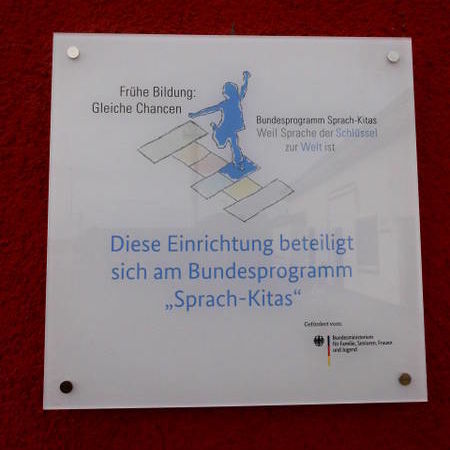 Frühe Bildung:
Gleiche Chancen
Bundesprogramm Sprach-Kitas
Weil Sprache der Schlüssel
zur Welt ist
Diese Einrichtung beteiligt
sich am Bundesprogramm
„Sprach-Kitas“
Gefördert vom:
Bundesministerium
für Familie, Senioren, Frauen
und Jugend